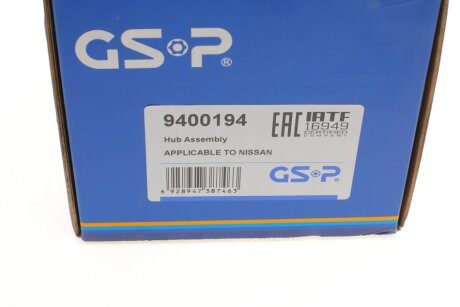 GSP®
9400194
Hub Assembly
APPLICABLE TO NISSAN
EAC
IATF
16949
CERTIFIED
COMPANY
6 928947 387463
GSP®